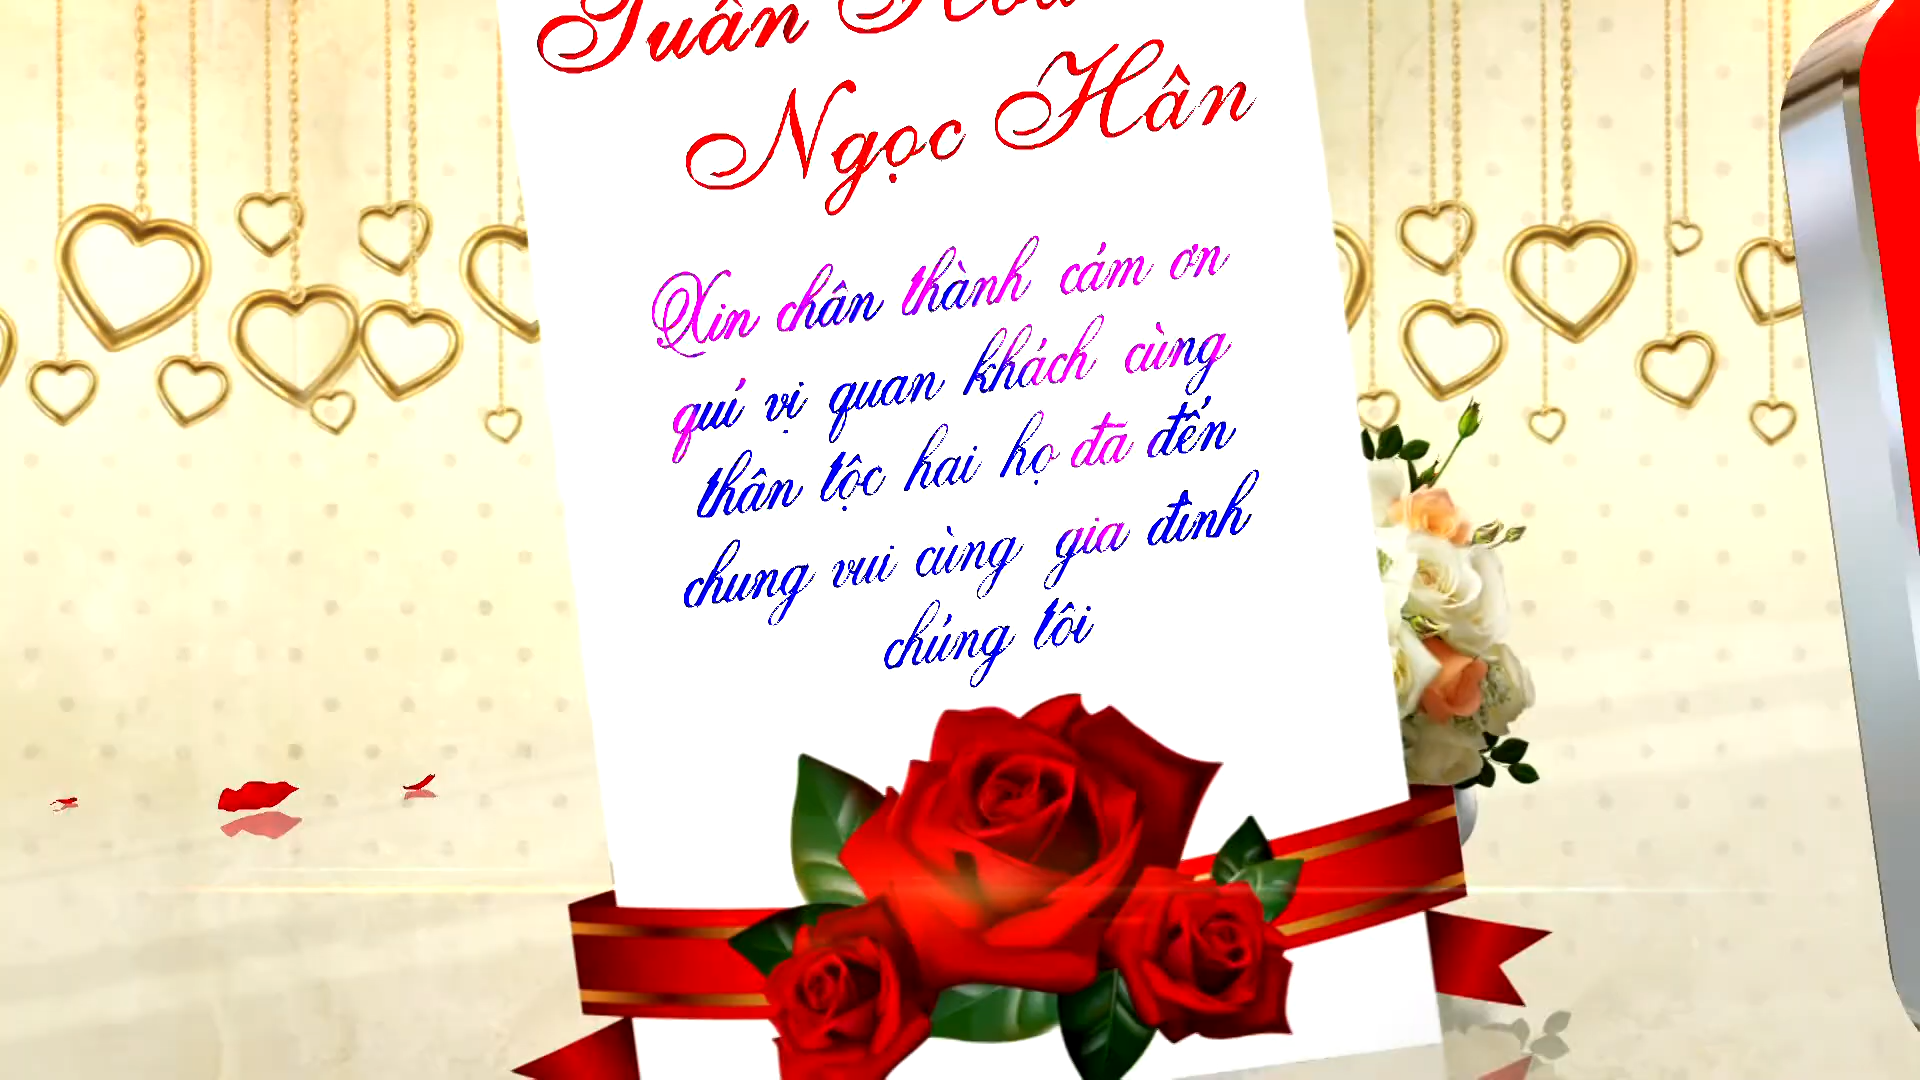 Tuấn
Ngọc Hân
Xin chân thành cảm ơn
quí vị quan khách cùng
thân tộc hai họ đã đến
chung vui cùng gia đình
chúng tôi